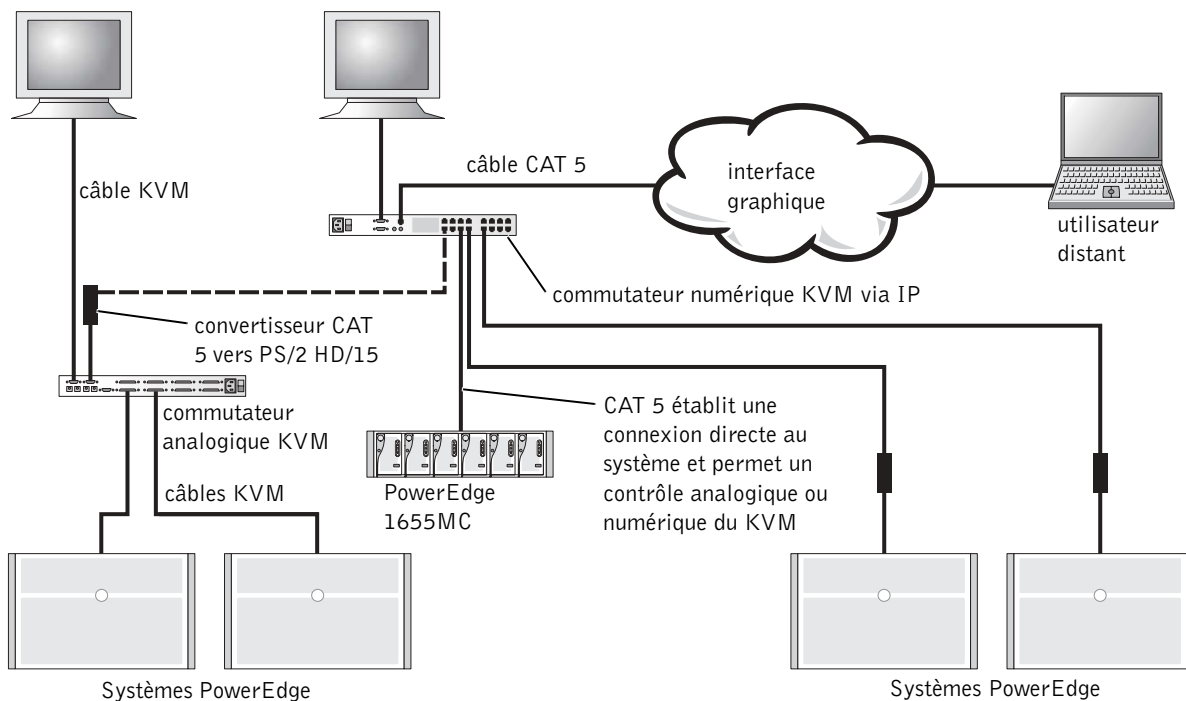 câble KVM
câble CAT 5
interface
graphique
utilisateur
distant
commutateur numérique KVM via IP
convertisseur CAT
5 vers PS/2 HD/15
commutateur
analogique KVM
câbles KVM
PowerEdge
1655MC
CAT 5 établit une
connexion directe au
système et permet un
contrôle analogique ou
numérique du KVM
Systèmes PowerEdge
Systèmes PowerEdge